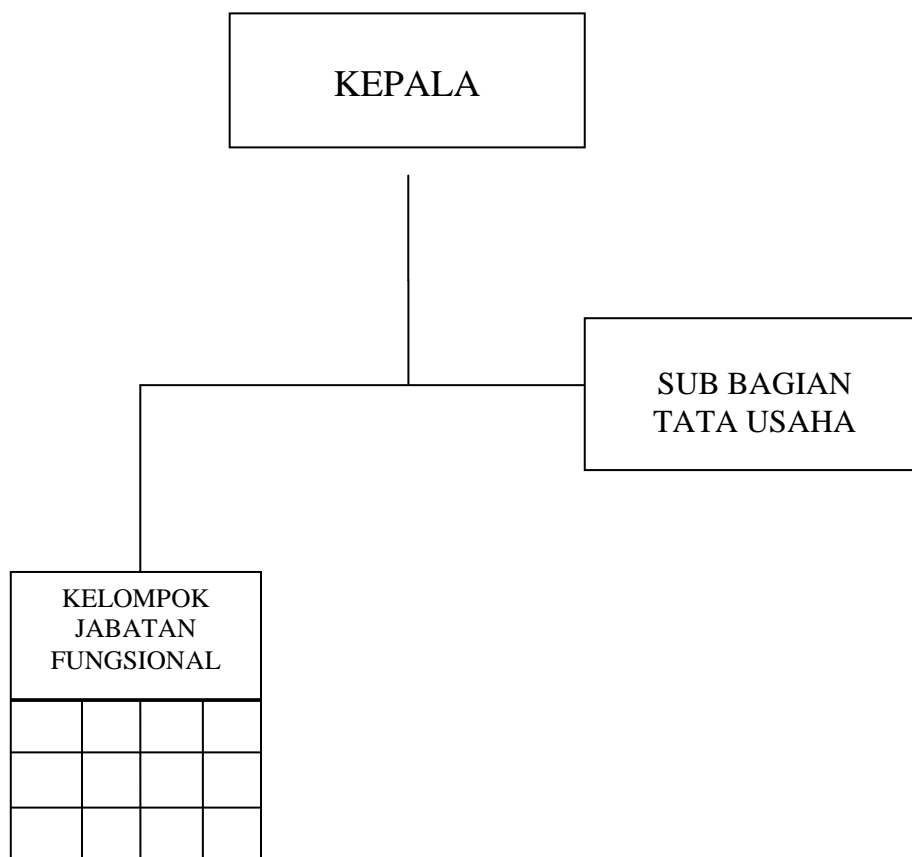 KEPALA
SUB BAGIAN
TATA USAHA
KELOMPOK
JABATAN
FUNGSIONAL